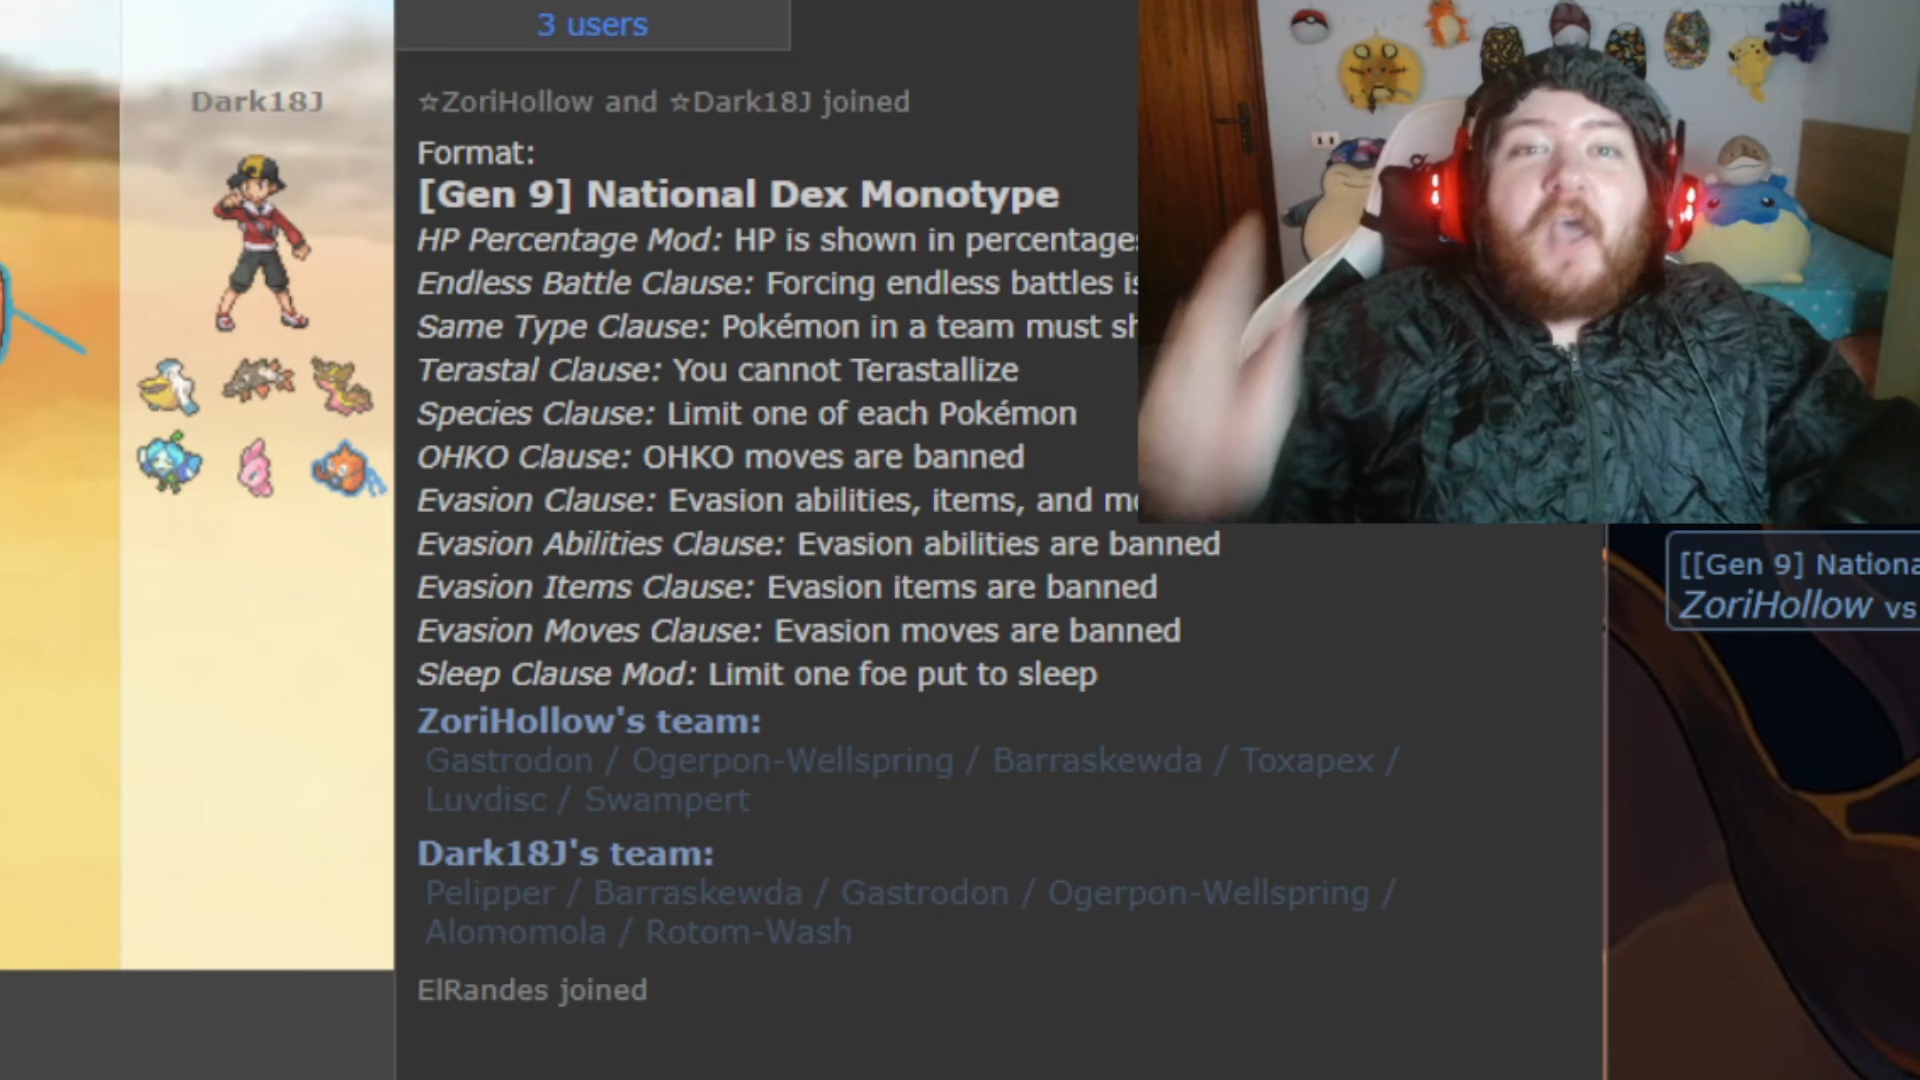 3 users
Dark18J
☆ZoriHollow and ☆Dark18J joined
Format:
[Gen 9] National Dex Monotype
HP Percentage Mod: HP is shown in percentages
Endless Battle Clause: Forcing endless battles is
Same Type Clause: Pokémon in a team must sh
Terastal Clause: You cannot Terastallize
Species Clause: Limit one of each Pokémon
OHKO Clause: OHKO moves are banned
Evasion Clause: Evasion abilities, items, and mo
Evasion Abilities Clause: Evasion abilities are banned
Evasion Items Clause: Evasion items are banned
Evasion Moves Clause: Evasion moves are banned
Sleep Clause Mod: Limit one foe put to sleep
ZoriHollow's team:
Gastrodon / Ogerpon-Wellspring / Barraskewda / Toxapex /
Luvdisc / Swampert
Dark18J's team:
Pelipper / Barraskewda / Gastrodon / Ogerpon-Wellspring /
Alomomola / Rotom-Wash
ElRandes joined
[[Gen 9] Nationa
ZoriHollow vs